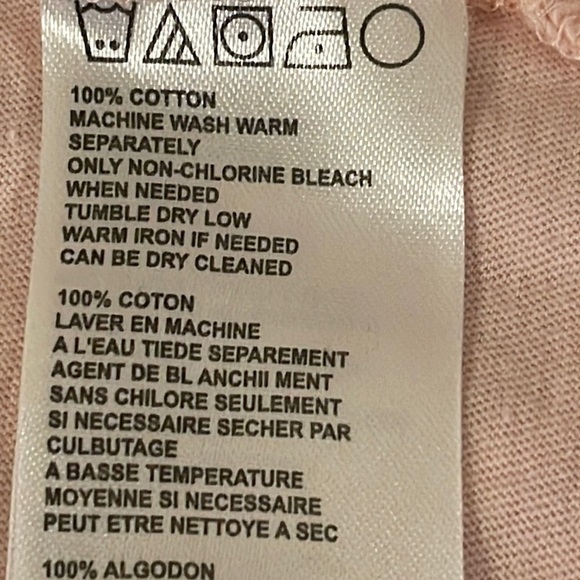 100% COTTON
MACHINE WASH WARM
SEPARATELY
ONLY NON-CHLORINE BLEACH
WHEN NEEDED
TUMBLE DRY LOW
WARM IRON IF NEEDED
CAN BE DRY CLEANED
100% COTON
LAVER EN MACHINE
A L'EAU TIEDE SEPAREMENT
AGENT DE BL ANCHII MENT
SANS CHILORE SEULEMENT
SI NECESSAIRE SECHER PAR
CULBUTAGE
A BASSE TEMPERATURE
MOYENNE SI NECESSAIRE
PEUT ETRE NETTOYE A SEC
100% ALGODON